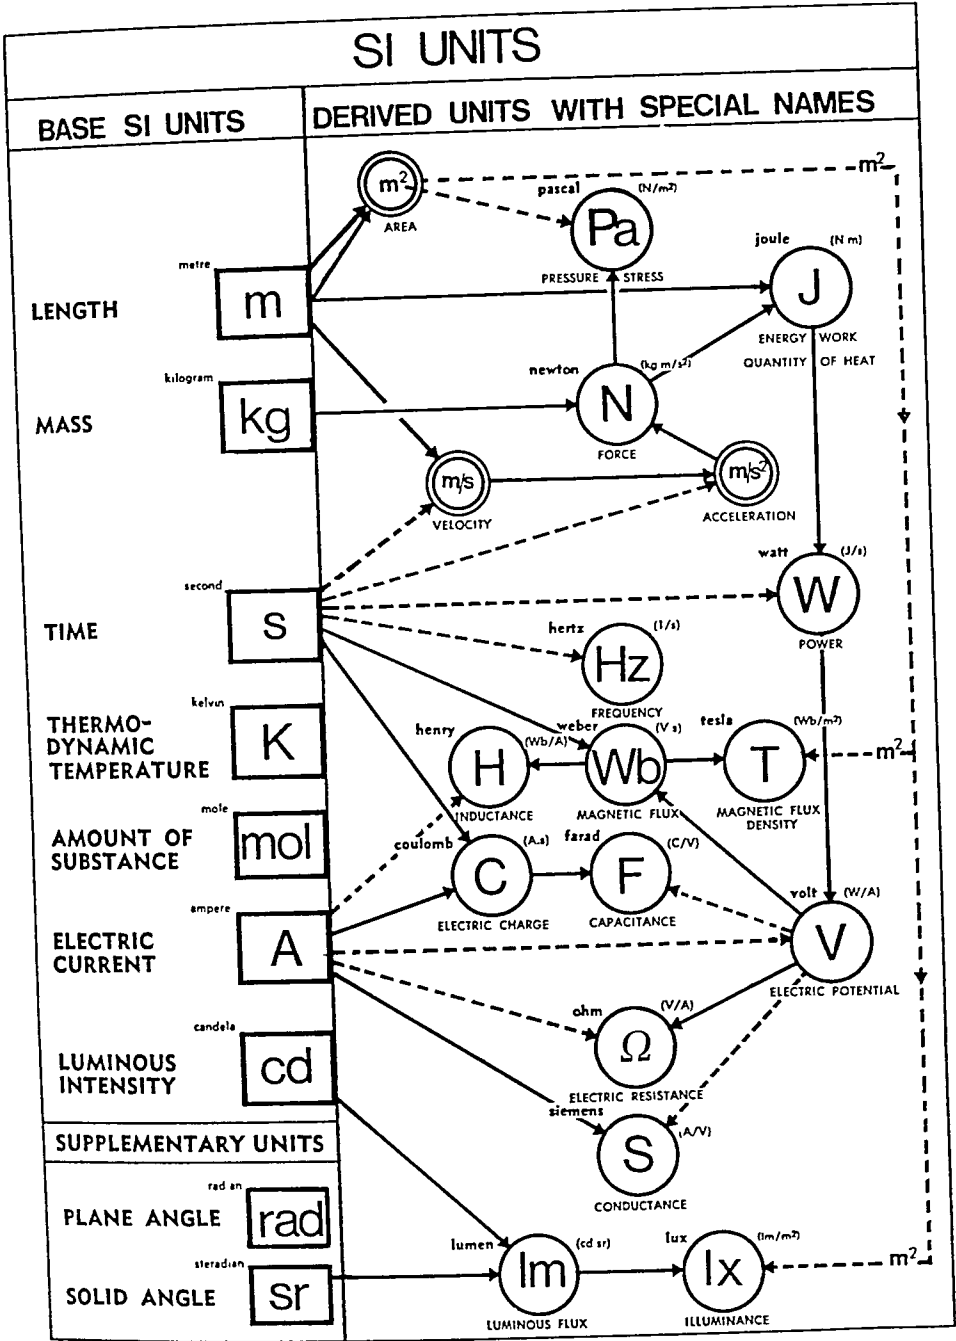 SI UNITS
BASE SI UNITS
DERIVED UNITS WITH SPECIAL NAMES
m²
AREA
m²
pascal
(N/m²)
Pa
PRESSURE STRESS
joule
(N m)
J
ENERGY WORK
QUANTITY OF HEAT
metre
m
LENGTH
newton
(kg m/s²)
N
FORCE
kilogram
kg
MASS
m/s
VELOCITY
m/s²
ACCELERATION
watt
(J/s)
W
POWER
second
s
TIME
hertz
(1/s)
Hz
FREQUENCY
kelvin
K
THERMO-
DYNAMIC
TEMPERATURE
henry
(Wb/A)
H
INDUCTANCE
weber
(V s)
Wb
MAGNETIC FLUX
tesla
(Wb/m²)
T
MAGNETIC FLUX
DENSITY
m²
mole
mol
AMOUNT OF
SUBSTANCE
coulomb
(A.s)
C
ELECTRIC CHARGE
farad
(C/V)
F
CAPACITANCE
volt
(W/A)
V
ELECTRIC POTENTIAL
ampere
A
ELECTRIC
CURRENT
ohm
(V/A)
Ω
ELECTRIC RESISTANCE
candela
cd
LUMINOUS
INTENSITY
siemens
(A/V)
S
CONDUCTANCE
SUPPLEMENTARY UNITS
rad an
rad
PLANE ANGLE
lumen
(cd sr)
lm
LUMINOUS FLUX
lux
(lm/m²)
lx
ILLUMINANCE
m²
steradian
sr
SOLID ANGLE